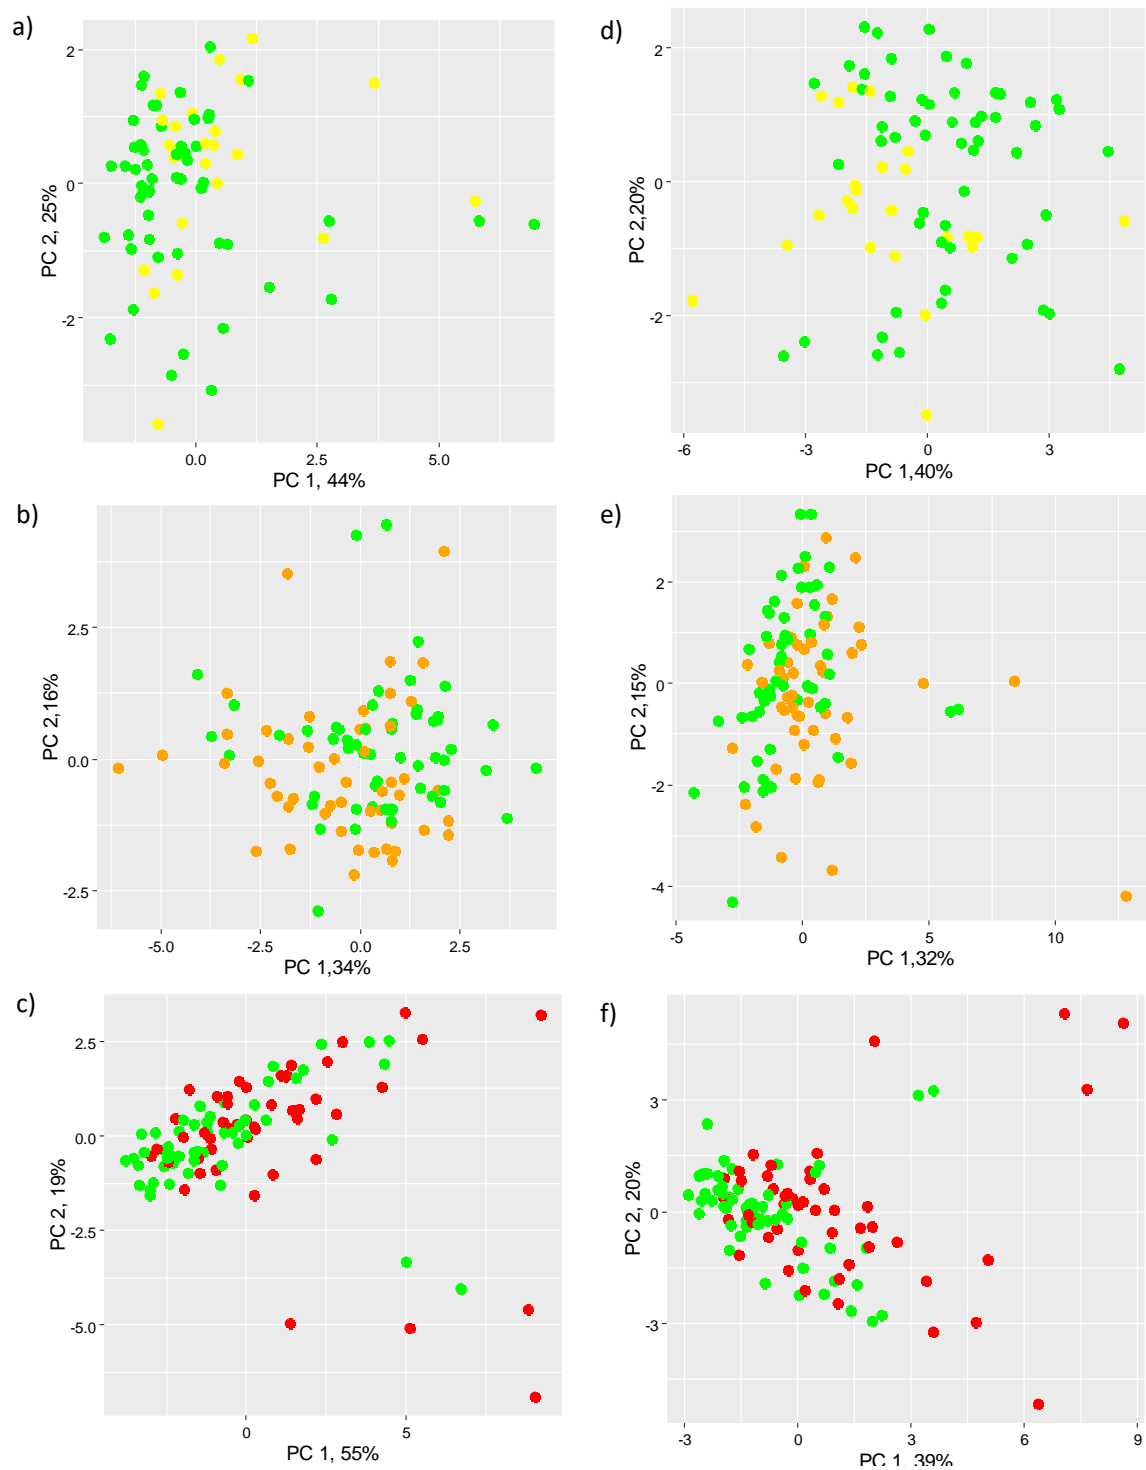 a)
2
0
-2
PC 2, 25%
0.0
2.5
5.0
PC 1, 44%
d)
2
0
-2
PC 2,20%
-6
-3
0
3
PC 1,40%
b)
2.5
0.0
-2.5
PC 2,16%
-5.0
-2.5
0.0
2.5
PC 1,34%
e)
2
0
-2
-4
PC 2,15%
-5
0
5
10
PC 1,32%
c)
2.5
0.0
-2.5
-5.0
PC 2, 19%
0
5
PC 1, 55%
f)
3
0
-3
PC 2, 20%
-3
0
3
6
9
PC 1, 39%